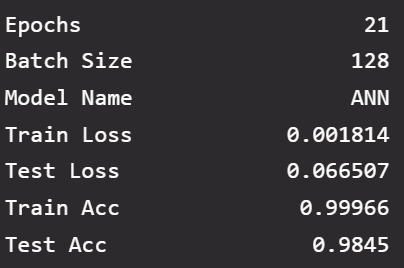 Epochs 21
Batch Size 128
Model Name ANN
Train Loss 0.001814
Test Loss 0.066507
Train Acc 0.99966
Test Acc 0.9845